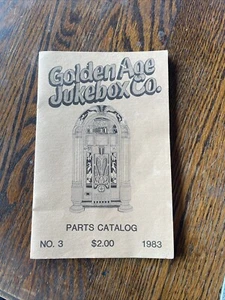 Golden Age
Jukebox Co.
PARTS CATALOG
NO. 3 $2.00 1983